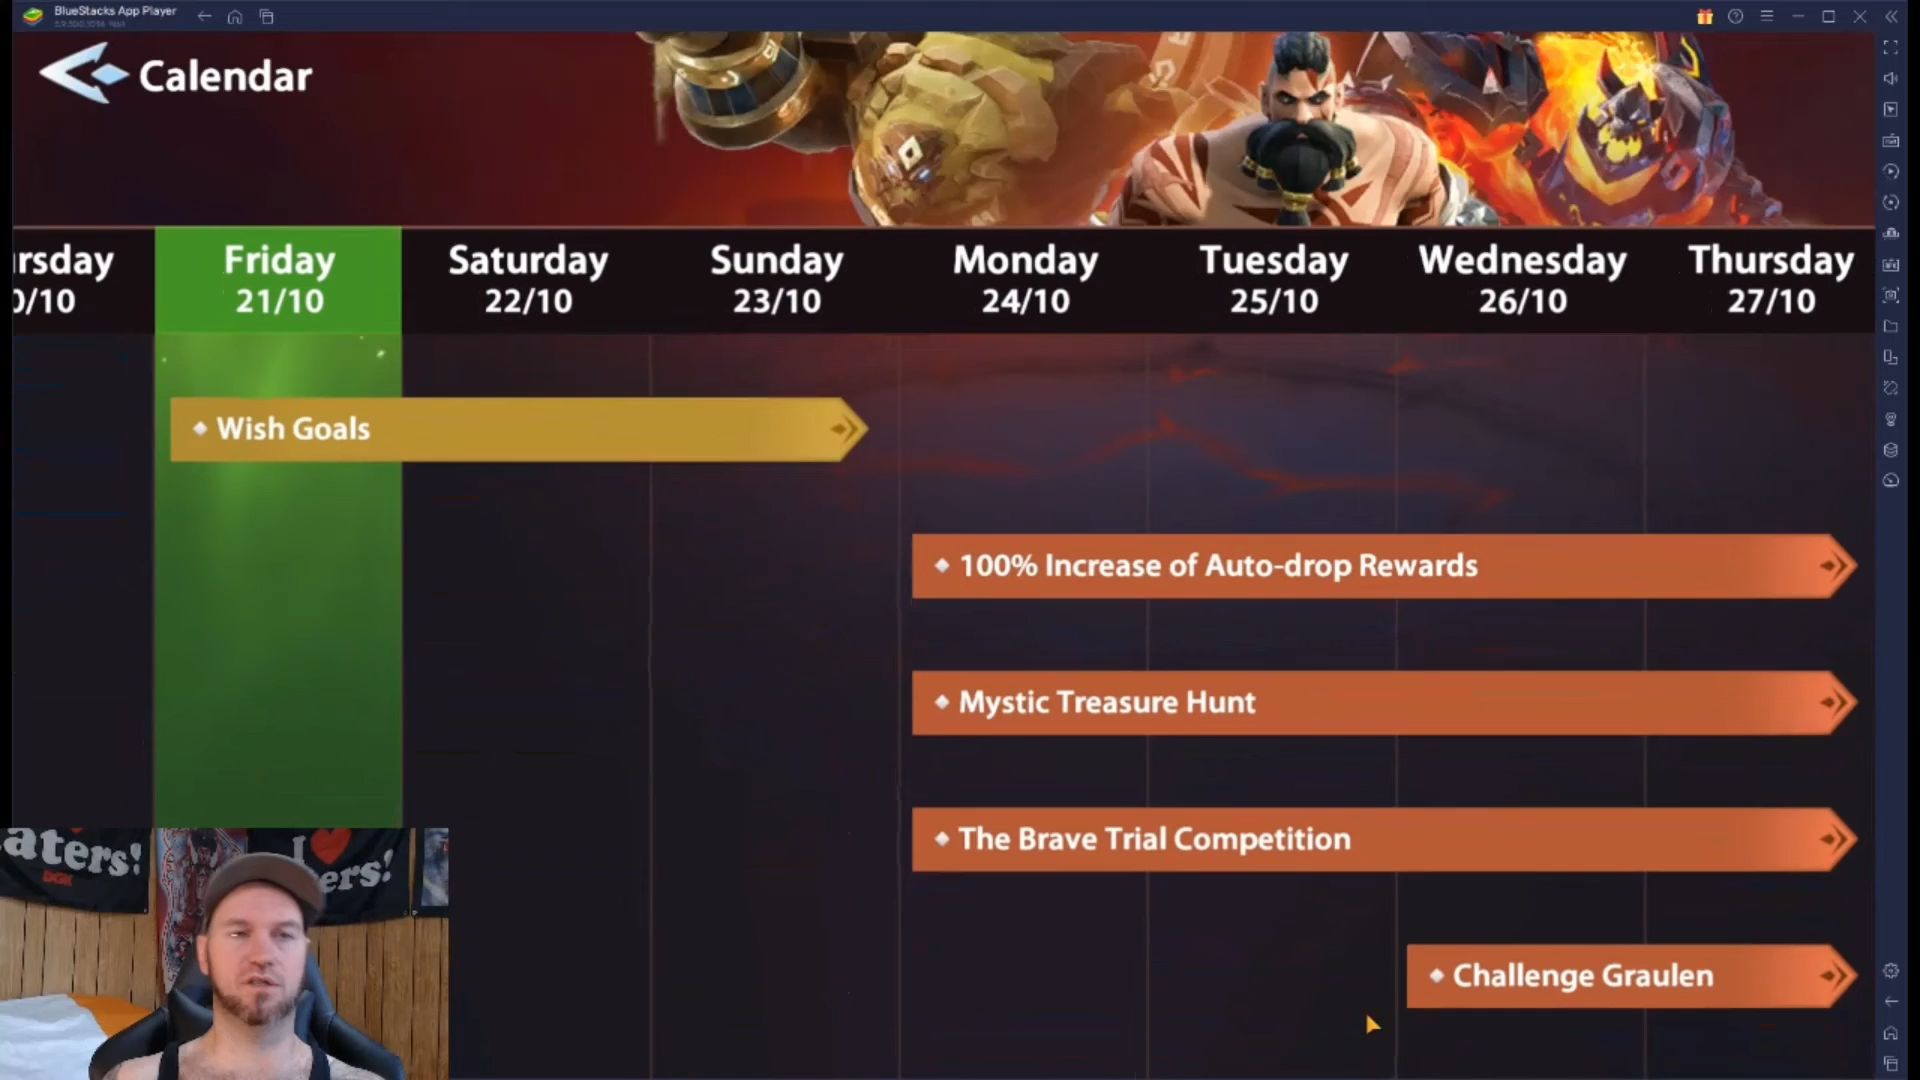 BlueStacks App Player
Calendar
rsday
Friday
Saturday
Sunday
Monday
Tuesday
Wednesday
Thursday
0/10
21/10
22/10
23/10
24/10
25/10
26/10
27/10
Wish Goals
100% Increase of Auto-drop Rewards
Mystic Treasure Hunt
The Brave Trial Competition
Challenge Graulen
aters!
DGK
I
ers!